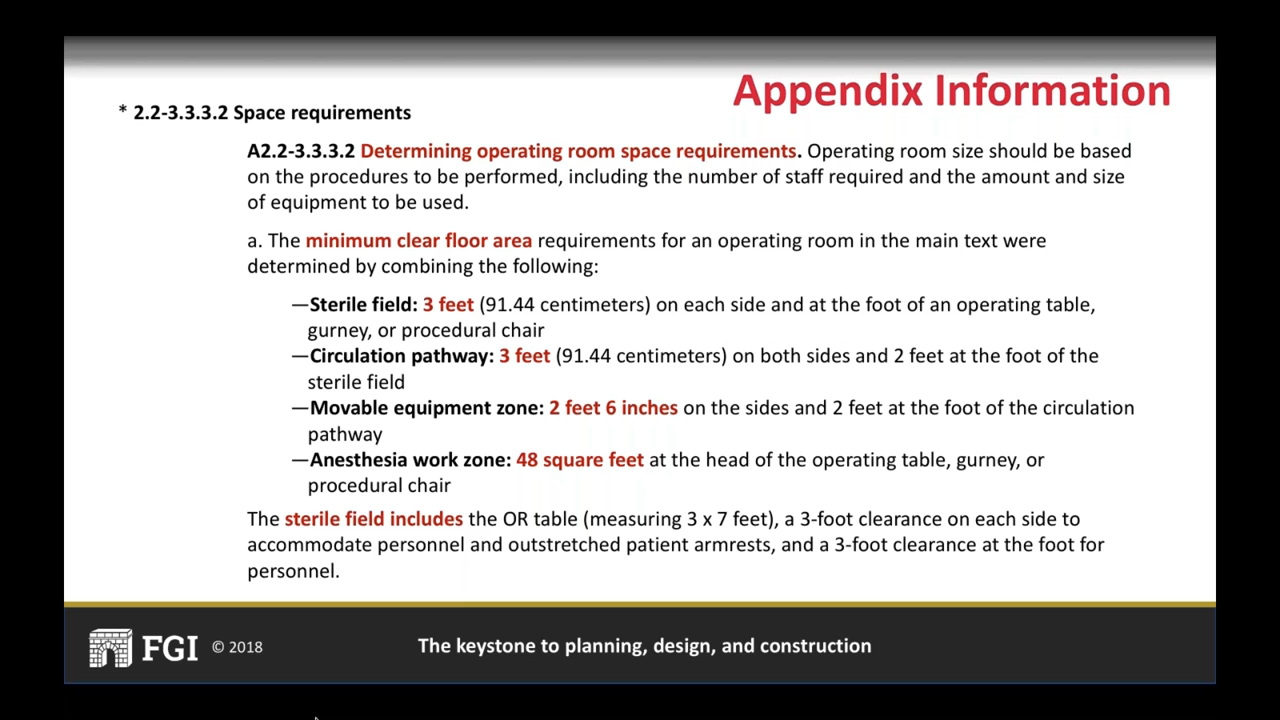 Appendix Information
* 2.2-3.3.3.2 Space requirements
A2.2-3.3.3.2 Determining operating room space requirements. Operating room size should be based
on the procedures to be performed, including the number of staff required and the amount and size
of equipment to be used.
a. The minimum clear floor area requirements for an operating room in the main text were
determined by combining the following:
—Sterile field: 3 feet (91.44 centimeters) on each side and at the foot of an operating table,
gurney, or procedural chair
—Circulation pathway: 3 feet (91.44 centimeters) on both sides and 2 feet at the foot of the
sterile field
—Movable equipment zone: 2 feet 6 inches on the sides and 2 feet at the foot of the circulation
pathway
—Anesthesia work zone: 48 square feet at the head of the operating table, gurney, or
procedural chair
The sterile field includes the OR table (measuring 3 x 7 feet), a 3-foot clearance on each side to
accommodate personnel and outstretched patient armrests, and a 3-foot clearance at the foot for
personnel.
FGI © 2018 The keystone to planning, design, and construction